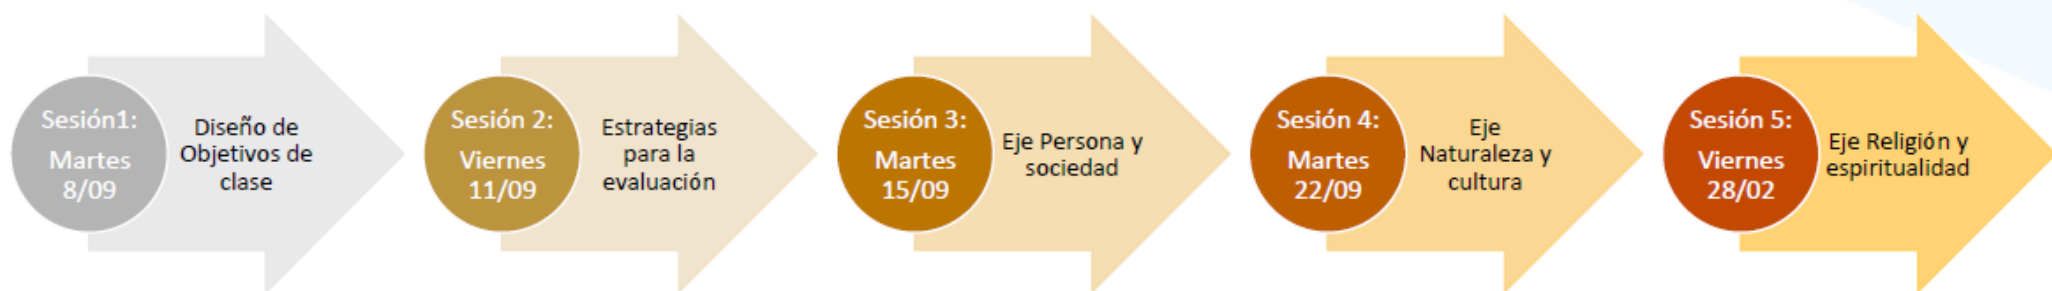 Sesión1:
Martes
8/09
Diseño de
Objetivos de
clase
Sesión 2:
Viernes
11/09
Estrategias
para la
evaluación
Sesión 3:
Martes
15/09
Eje Persona y
sociedad
Sesión 4:
Martes
22/09
Eje
Naturaleza y
cultura
Sesión 5:
Viernes
28/02
Eje Religión y
espiritualidad